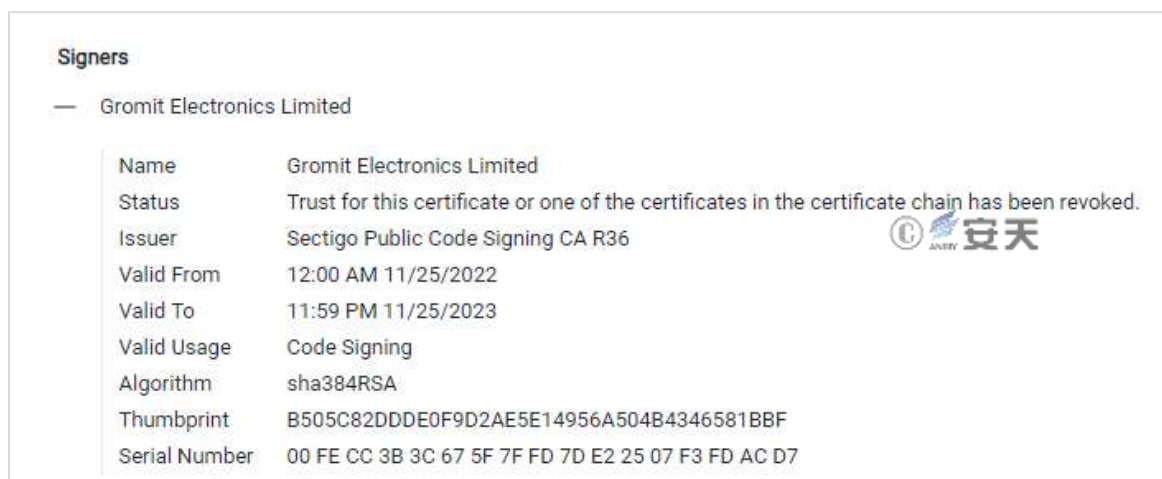 Signers
— Gromit Electronics Limited
Name Gromit Electronics Limited
Status Trust for this certificate or one of the certificates in the certificate chain has been revoked.
Issuer Sectigo Public Code Signing CA R36
Valid From 12:00 AM 11/25/2022
Valid To 11:59 PM 11/25/2023
Valid Usage Code Signing
Algorithm sha384RSA
Thumbprint B505C82DDDE0F9D2AE5E14956A504B4346581BBF
Serial Number 00 FE CC 3B 3C 67 5F 7F FD 7D E2 25 07 F3 FD AC D7
© ANTIY 安天